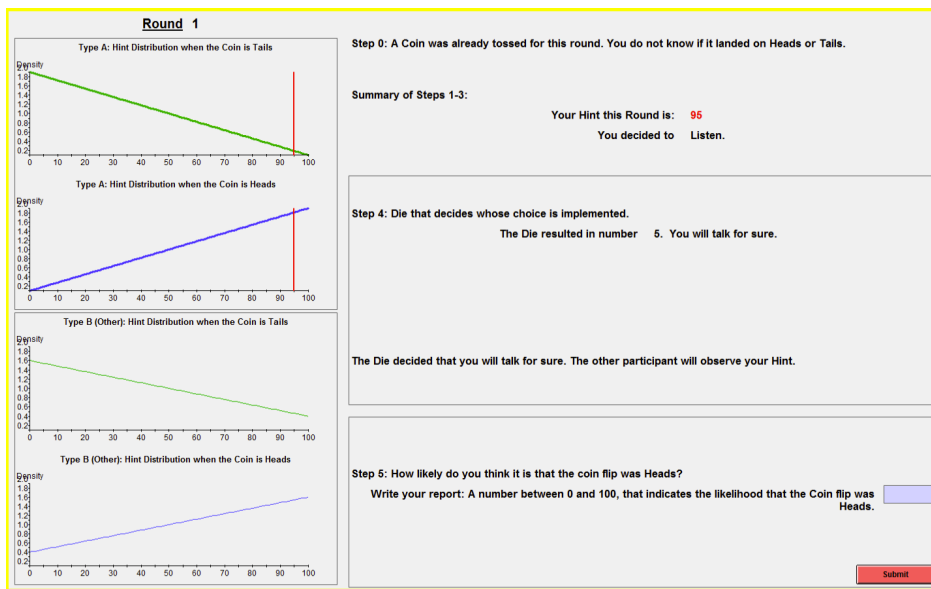 Round 1
Type A: Hint Distribution when the Coin is Tails
Density
2.0
1.8
1.6
1.4
1.2
1.0
0.8
0.6
0.4
0.2
0 10 20 30 40 50 60 70 80 90 100
Type A: Hint Distribution when the Coin is Heads
Density
2.0
1.8
1.6
1.4
1.2
1.0
0.8
0.6
0.4
0.2
0 10 20 30 40 50 60 70 80 90 100
Type B (Other): Hint Distribution when the Coin is Tails
Density
2.0
1.8
1.6
1.4
1.2
1.0
0.8
0.6
0.4
0.2
0 10 20 30 40 50 60 70 80 90 100
Type B (Other): Hint Distribution when the Coin is Heads
Density
2.0
1.8
1.6
1.4
1.2
1.0
0.8
0.6
0.4
0.2
0 10 20 30 40 50 60 70 80 90 100
Step 0: A Coin was already tossed for this round. You do not know if it landed on Heads or Tails.
Summary of Steps 1-3:
Your Hint this Round is: 95
You decided to Listen.
Step 4: Die that decides whose choice is implemented.
The Die resulted in number 5. You will talk for sure.
The Die decided that you will talk for sure. The other participant will observe your Hint.
Step 5: How likely do you think it is that the coin flip was Heads?
Write your report: A number between 0 and 100, that indicates the likelihood that the Coin flip was
Heads.
Submit